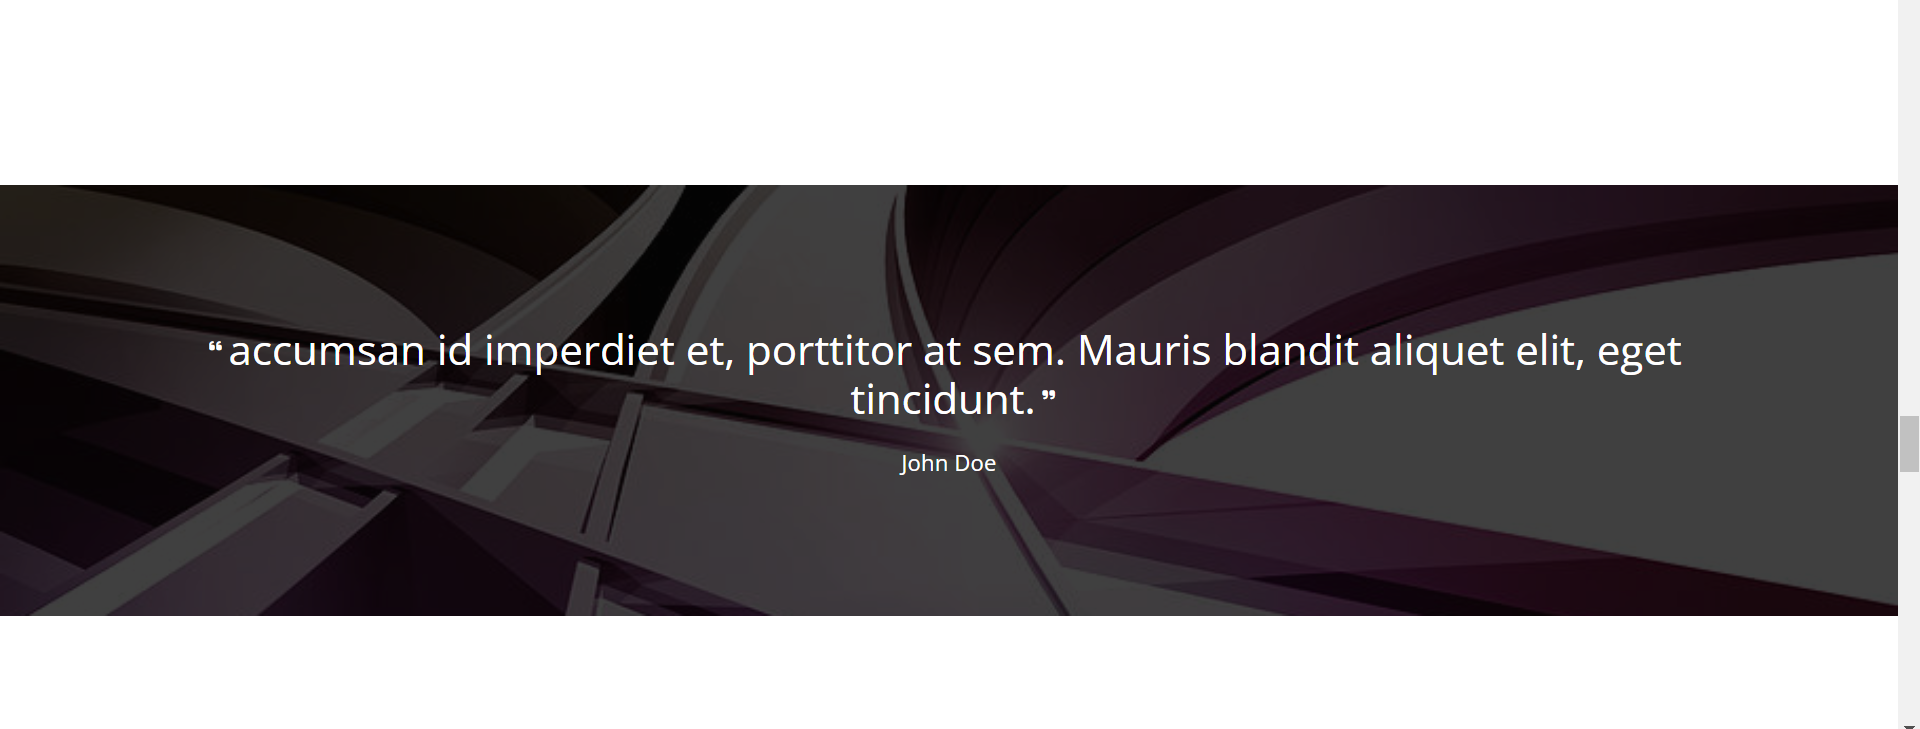 ❝accumsan id imperdiet et, porttitor at sem. Mauris blandit aliquet elit, eget
tincidunt.❞
John Doe